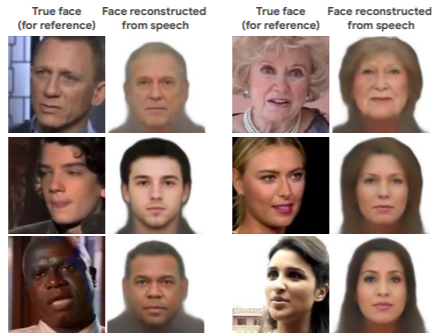 True face
(for reference)
Face reconstructed
from speech
True face
(for reference)
Face reconstructed
from speech